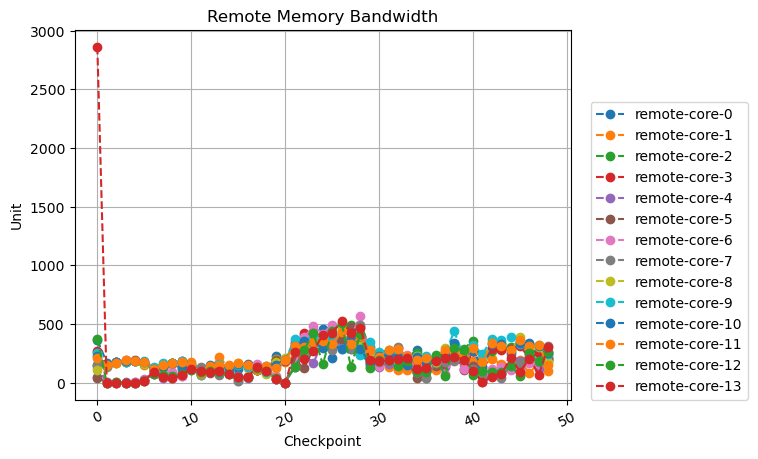 Remote Memory Bandwidth
Unit
3000
2500
2000
1500
1000
500
0
0
10
20
30
40
50
Checkpoint
remote-core-0
remote-core-1
remote-core-2
remote-core-3
remote-core-4
remote-core-5
remote-core-6
remote-core-7
remote-core-8
remote-core-9
remote-core-10
remote-core-11
remote-core-12
remote-core-13